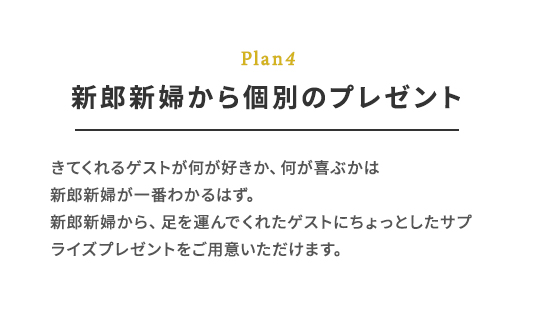 Plan4
新郎新婦から個別のプレゼント
きてくれるゲストが何が好きか、何が喜ぶかは
新郎新婦が一番わかるはず。
新郎新婦から、足を運んでくれたゲストにちょっとしたサプ
ライズプレゼントをご用意いただけます。